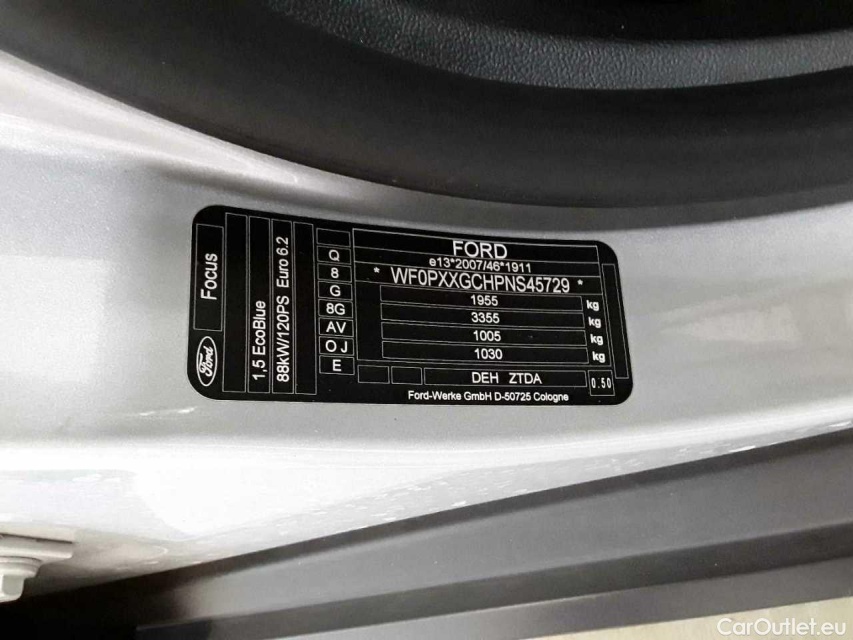 FORD
e13*2007/46*1911
* WF0PXXGCHPNS45729 *
1955 kg
3355 kg
1005 kg
1030 kg
DEH ZTDA
0.50
Ford-Werke GmbH D-50725 Cologne
Q
8
G
8G
AV
O J
E
1,5 EcoBlue
88kW/120PS Euro 6.2
Focus
Ford
CarOutlet.eu